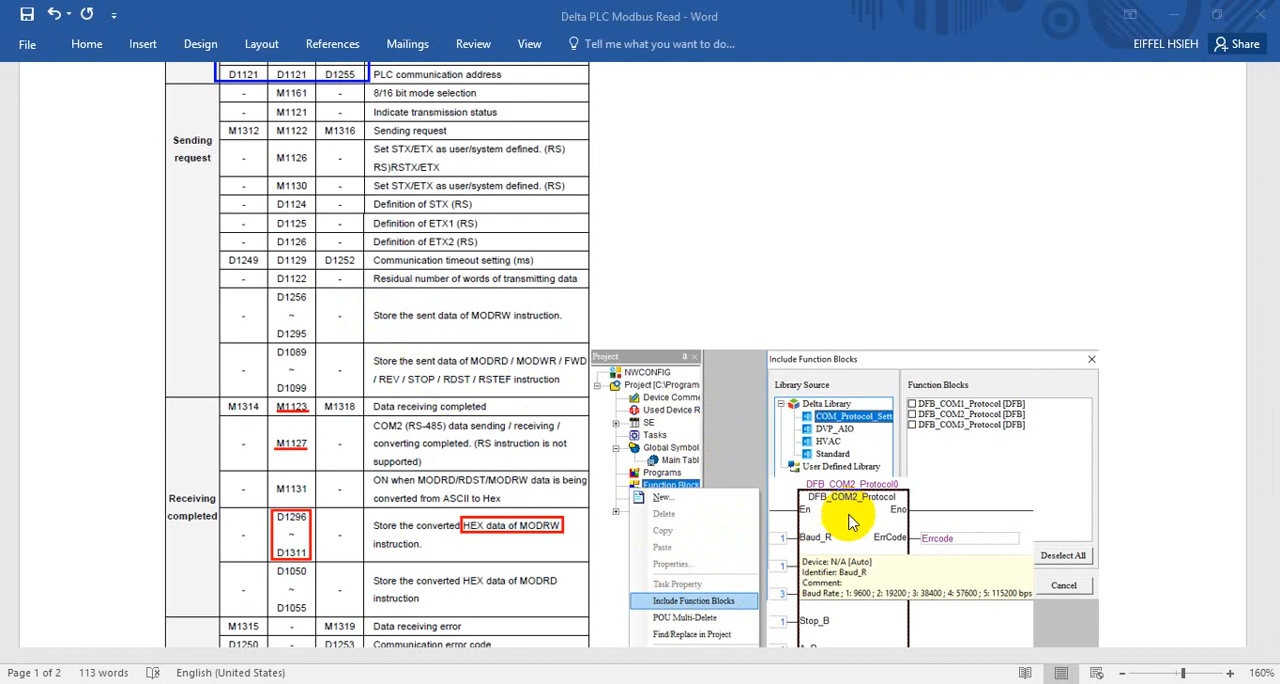 Delta PLC Modbus Read - Word
File Home Insert Design Layout References Mailings Review View Tell me what you want to do... EIFFEL HSIEH Share
D1121 D1121 D1255 PLC communication address
- M1161 - 8/16 bit mode selection
- M1121 - Indicate transmission status
Sending request
M1312 M1122 M1316 Sending request
- M1126 - Set STX/ETX as user/system defined. (RS)
RS)RSTX/ETX
- M1130 - Set STX/ETX as user/system defined. (RS)
- D1124 - Definition of STX (RS)
- D1125 - Definition of ETX1 (RS)
- D1126 - Definition of ETX2 (RS)
D1249 D1129 D1252 Communication timeout setting (ms)
- D1122 - Residual number of words of transmitting data
- D1256 ~ D1295 - Store the sent data of MODRW instruction.
- D1089 ~ D1099 - Store the sent data of MODRD / MODWR / FWD
/ REV / STOP / RDST / RSTEF instruction
Receiving completed
M1314 M1123 M1318 Data receiving completed
- M1127 - COM2 (RS-485) data sending / receiving /
converting completed. (RS instruction is not
supported)
- M1131 - ON when MODRD/RDST/MODRW data is being
converted from ASCII to Hex
- D1296 ~ D1311 - Store the converted HEX data of MODRW
instruction.
- D1050 ~ D1055 - Store the converted HEX data of MODRD
instruction
M1315 - M1319 Data receiving error
D1250 - D1253 Communication error code
Project
NWCONFIG
Project [C:\Program
Device Comme
Used Device R
SE
Tasks
Global Symbol
Main Tabl
Programs
Function Block
New...
Delete
Copy
Paste
Properties...
Task Property
Include Function Blocks
POU Multi-Delete
Find/Replace in Project
Include Function Blocks
Library Source
Delta Library
COM_Protocol_Sett
DVP_AIO
HVAC
Standard
User Defined Library
Function Blocks
DFB_COM1_Protocol [DFB]
DFB_COM2_Protocol [DFB]
DFB_COM3_Protocol [DFB]
DFB_COM2_Protocol0
DFB_COM2_Protocol
En Eno
1 Baud_R ErrCode Errcode
1 Device: N/A [Auto]
Identifier: Baud_R
Comment:
3 Baud Rate ; 1: 9600 ; 2: 19200 ; 3: 38400 ; 4: 57600 ; 5: 115200 bps
1 Stop_B
Deselect All
Cancel
Page 1 of 2 113 words English (United States) 160%